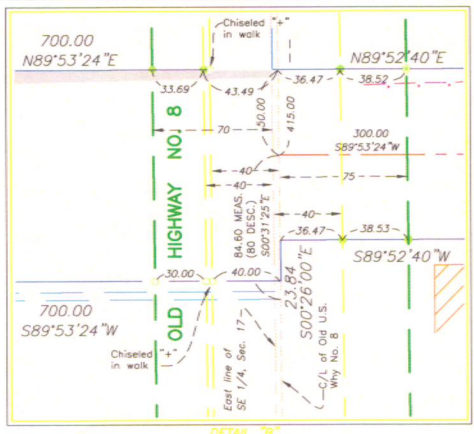 Chiseled "+"
in walk
700.00
N89°53'24"E
N89°52'40"E
33.69
43.49
36.47
38.52
50.00
415.00
70
300.00
S89°53'24"W
OLD HIGHWAY NO. 8
40
75
40
84.60 MEAS.
(80 DESC.)
S00°31'25"E
40
36.47
38.53
S89°52'40"W
30.00
40.00
23.84
S00°26'00"E
700.00
S89°53'24"W
Chiseled "+"
in walk
East line of
SE 1/4, Sec. 17
C/L of Old U.S.
Why No. 8
DETAIL "B"